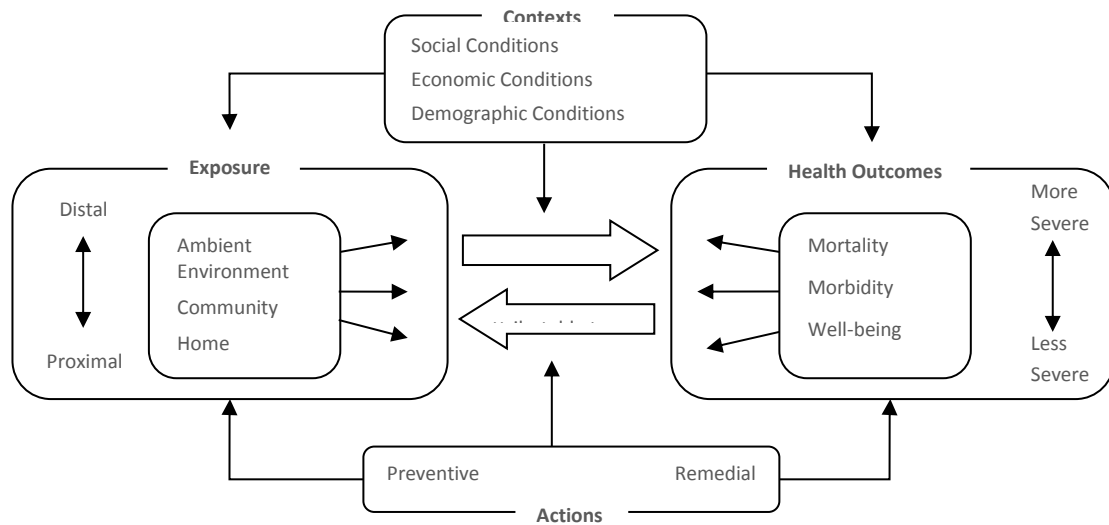 Contexts
Social Conditions
Economic Conditions
Demographic Conditions
Exposure
Distal
Proximal
Ambient
Environment
Community
Home
Health Outcomes
More
Severe
Mortality
Morbidity
Well-being
Less
Severe
Preventive
Remedial
Actions